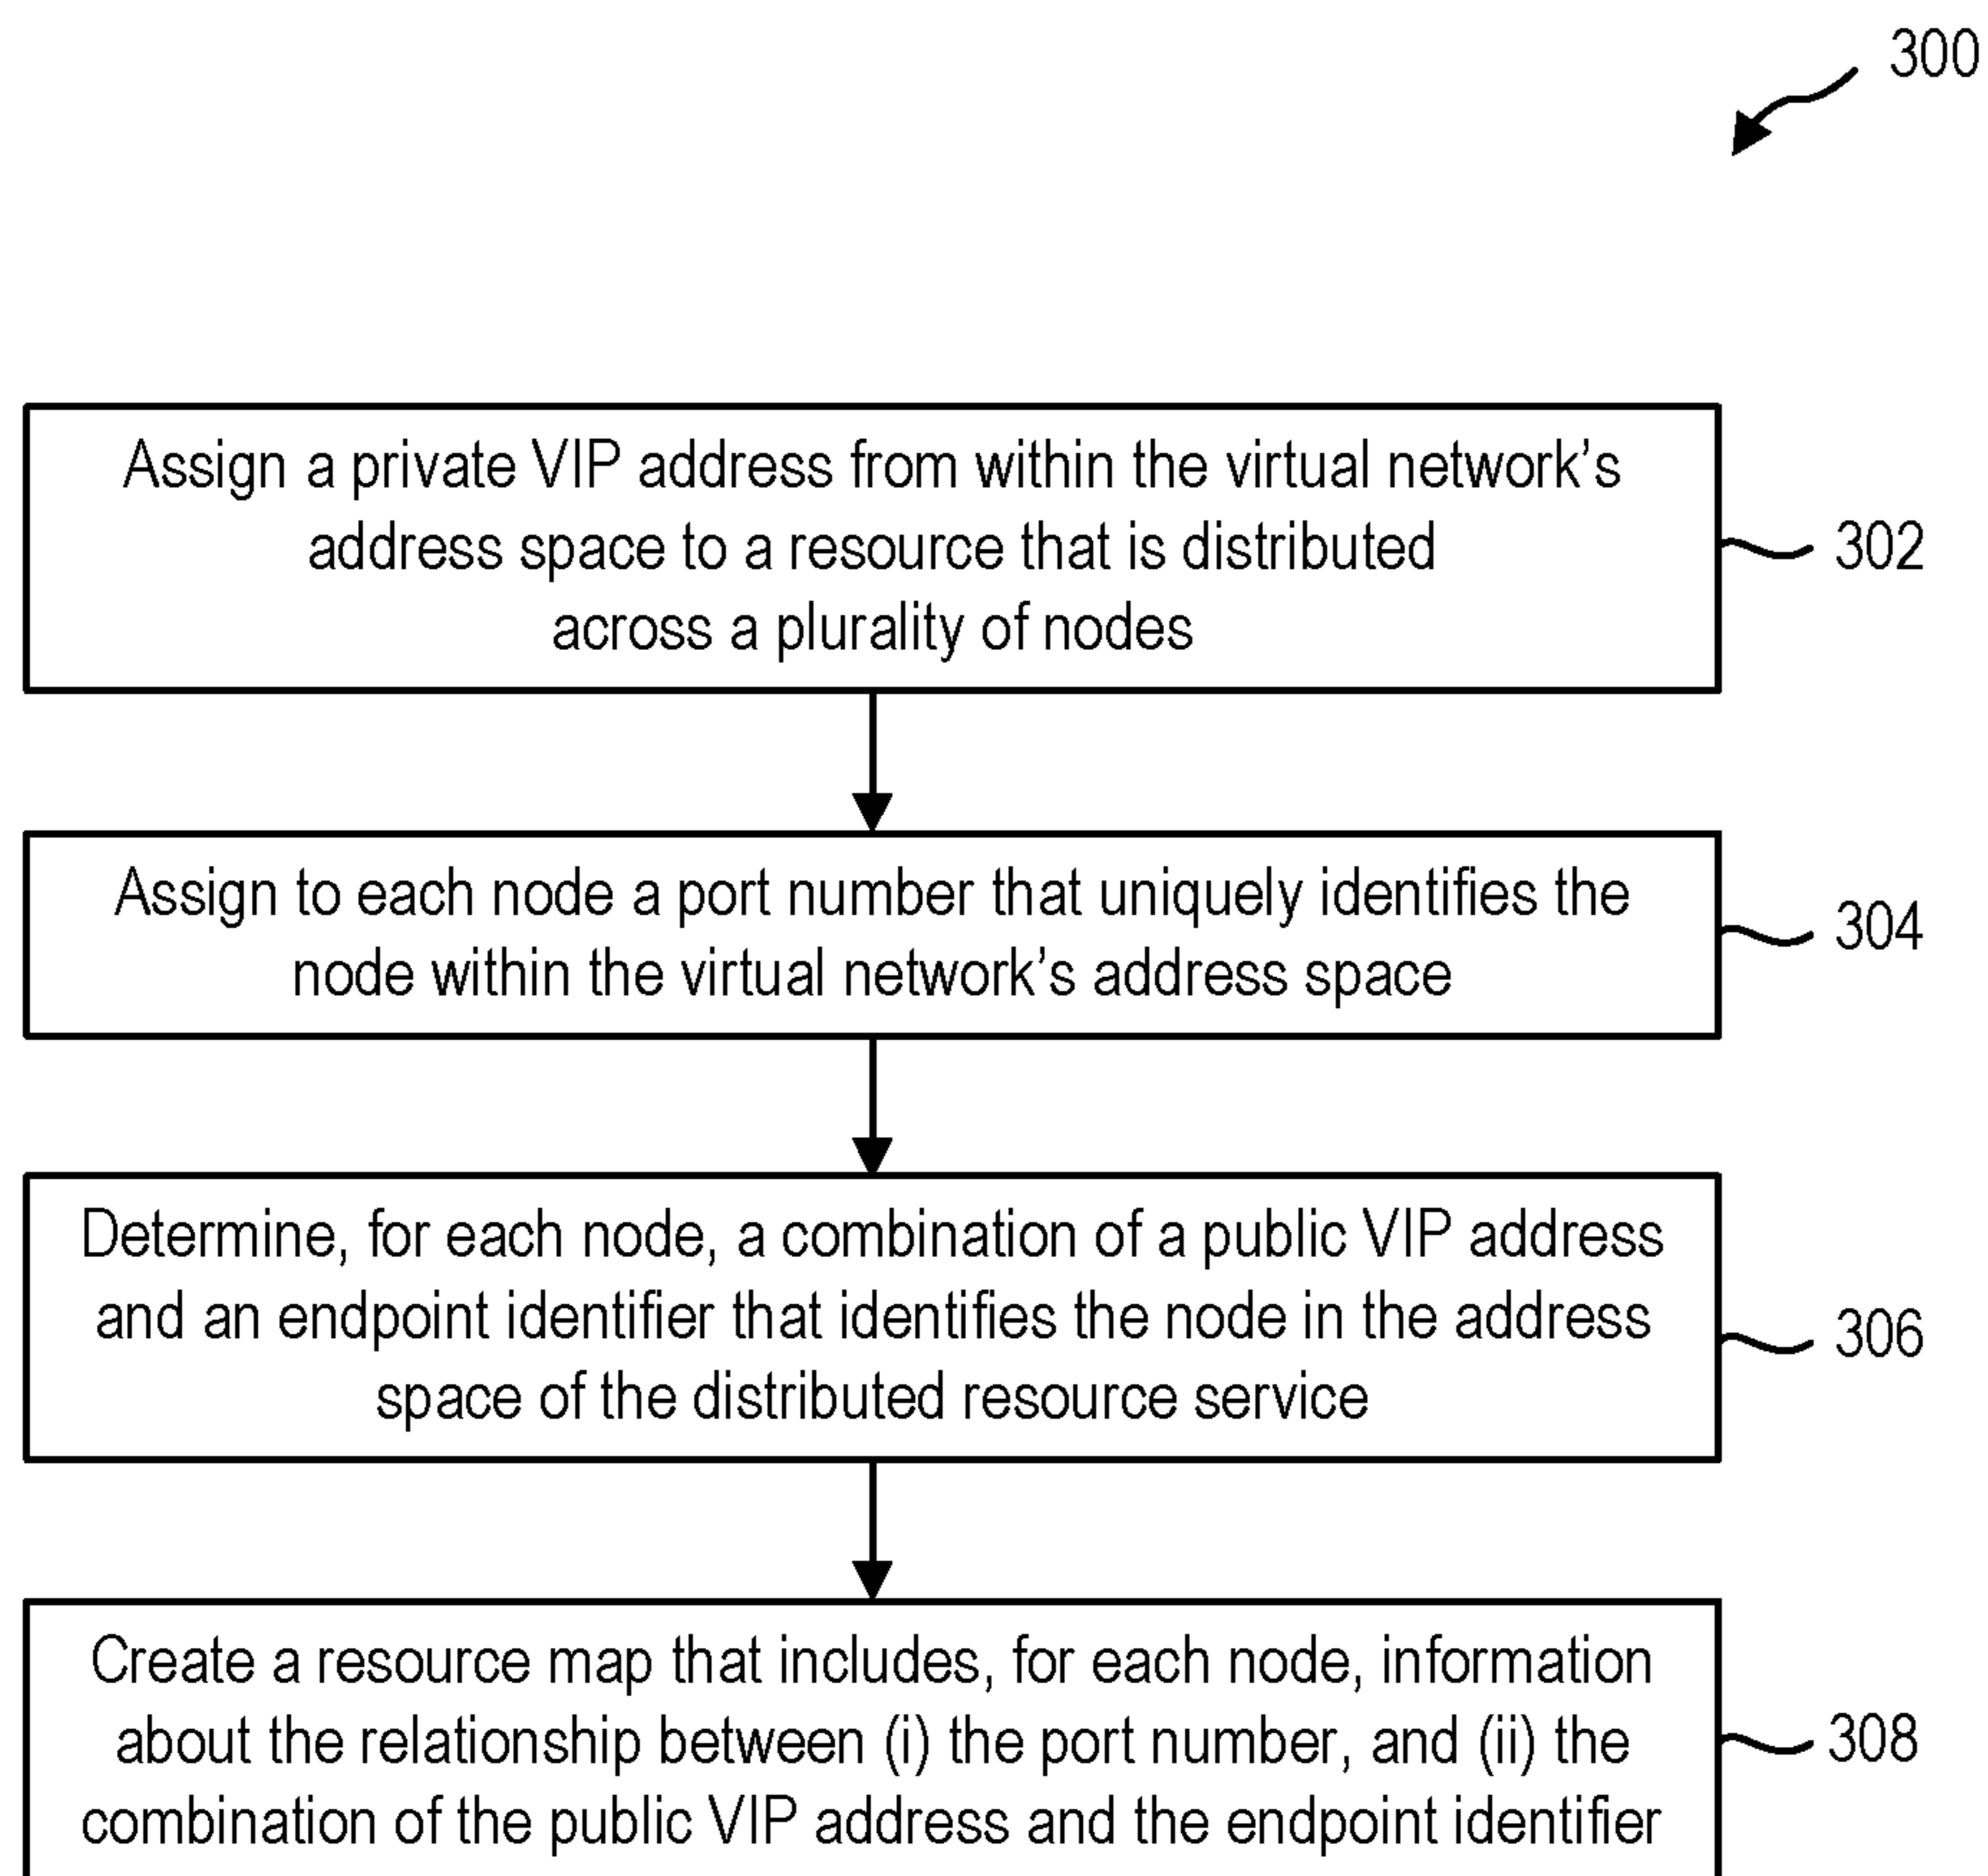 300
Assign a private VIP address from within the virtual network’s
address space to a resource that is distributed
across a plurality of nodes
302
Assign to each node a port number that uniquely identifies the
node within the virtual network’s address space
304
Determine, for each node, a combination of a public VIP address
and an endpoint identifier that identifies the node in the address
space of the distributed resource service
306
Create a resource map that includes, for each node, information
about the relationship between (i) the port number, and (ii) the
combination of the public VIP address and the endpoint identifier
308